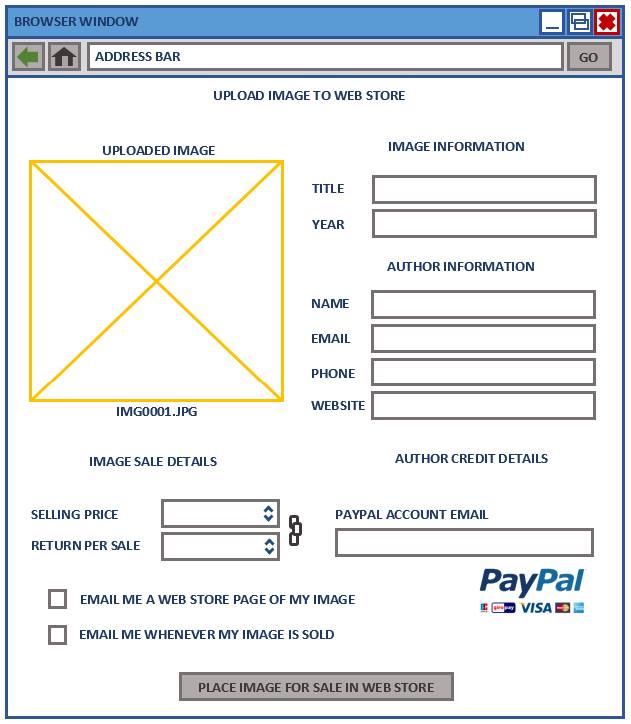 BROWSER WINDOW
ADDRESS BAR
GO
UPLOAD IMAGE TO WEB STORE
UPLOADED IMAGE
IMG0001.JPG
IMAGE INFORMATION
TITLE
YEAR
AUTHOR INFORMATION
NAME
EMAIL
PHONE
WEBSITE
IMAGE SALE DETAILS
SELLING PRICE
RETURN PER SALE
AUTHOR CREDIT DETAILS
PAYPAL ACCOUNT EMAIL
PayPal
giropay VISA
EMAIL ME A WEB STORE PAGE OF MY IMAGE
EMAIL ME WHENEVER MY IMAGE IS SOLD
PLACE IMAGE FOR SALE IN WEB STORE